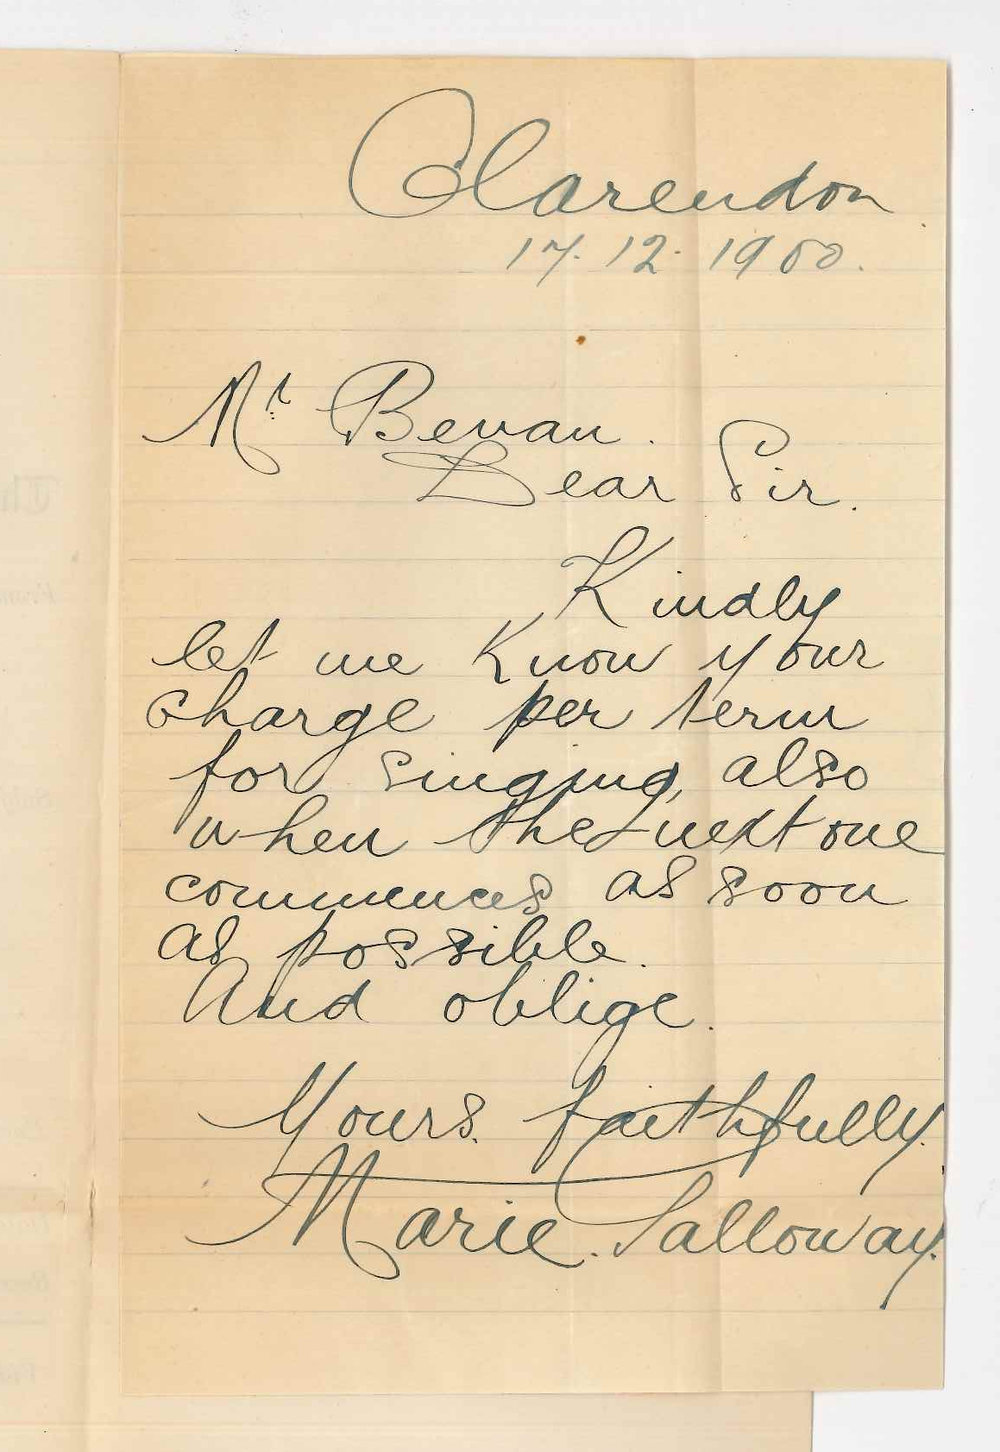 Clarendon
17.12.1900.
Mr Bevan.
Dear Sir.
Kindly
let me know your
charge per term
for singing, also
when the next one
commences as soon
as possible.
And oblige.
Yours faithfully.
Marie. Salloway.